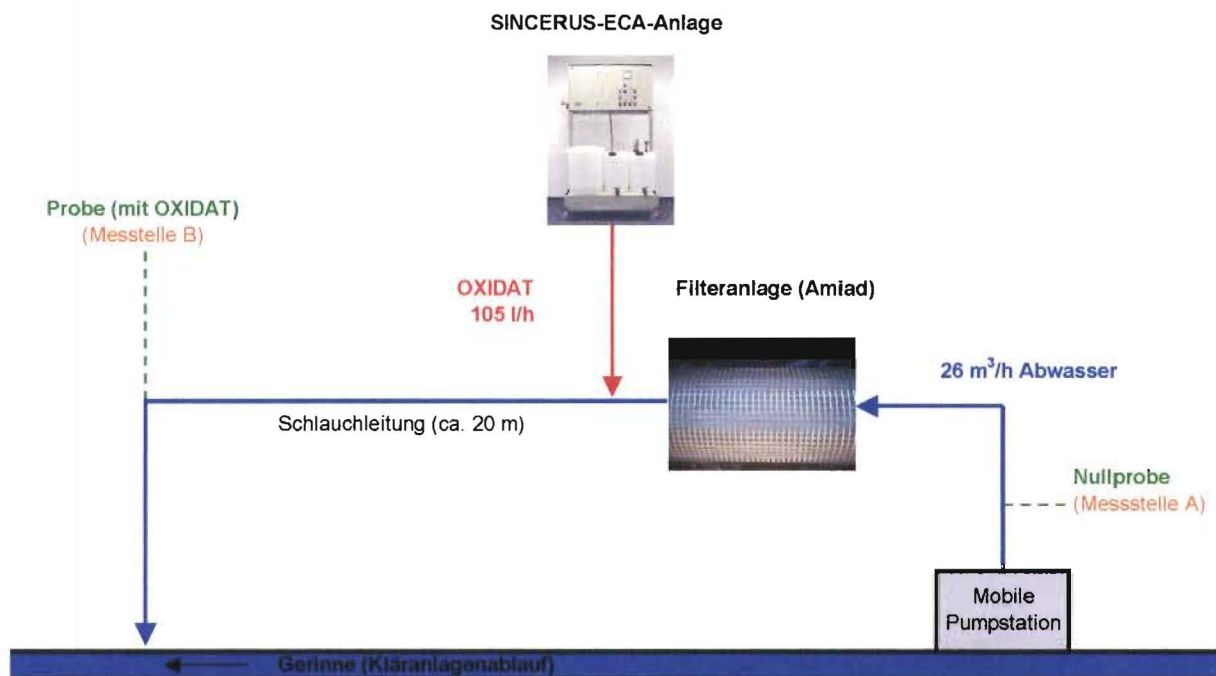 SINCERUS-ECA-Anlage
Probe (mit OXIDAT)
(Messtelle B)
OXIDAT
105 l/h
Filteranlage (Amiad)
26 m³/h Abwasser
Schlauchleitung (ca. 20 m)
Nullprobe
(Messstelle A)
Mobile
Pumpstation
Gerinne (Kläranlagenablauf)